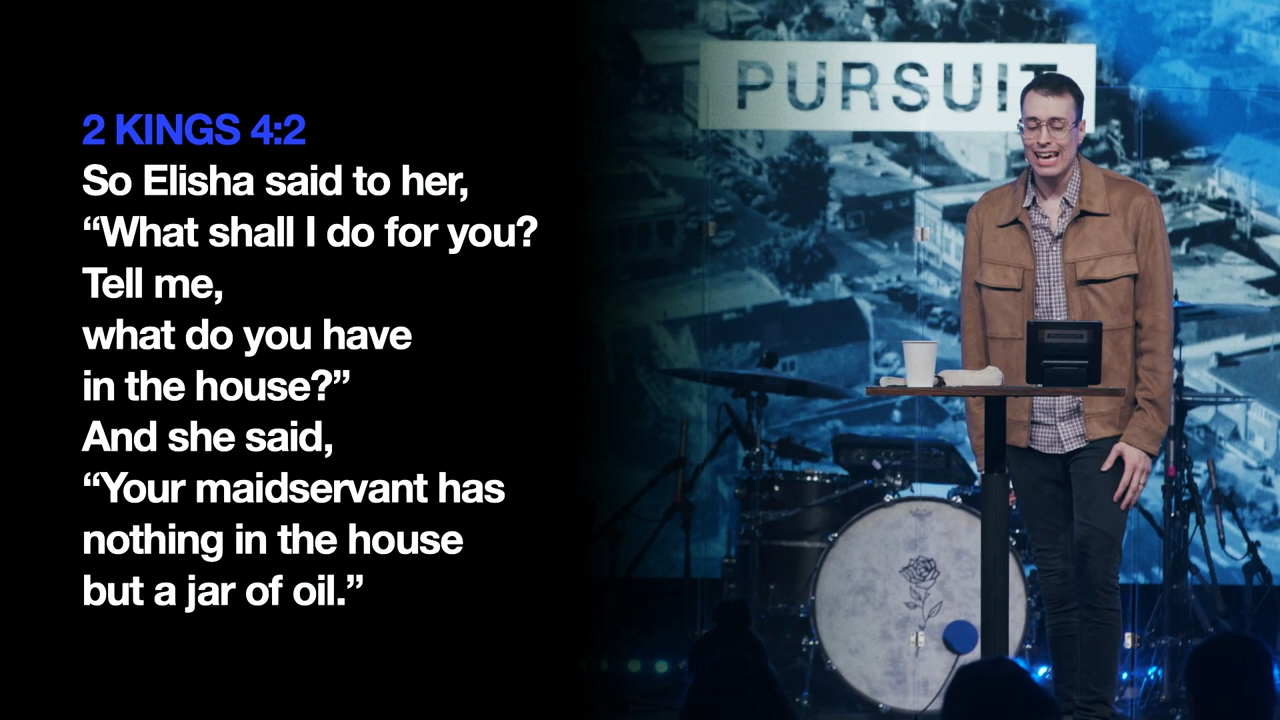 2 KINGS 4:2
So Elisha said to her,
“What shall I do for you?
Tell me,
what do you have
in the house?”
And she said,
“Your maidservant has
nothing in the house
but a jar of oil.”
PURSUIT